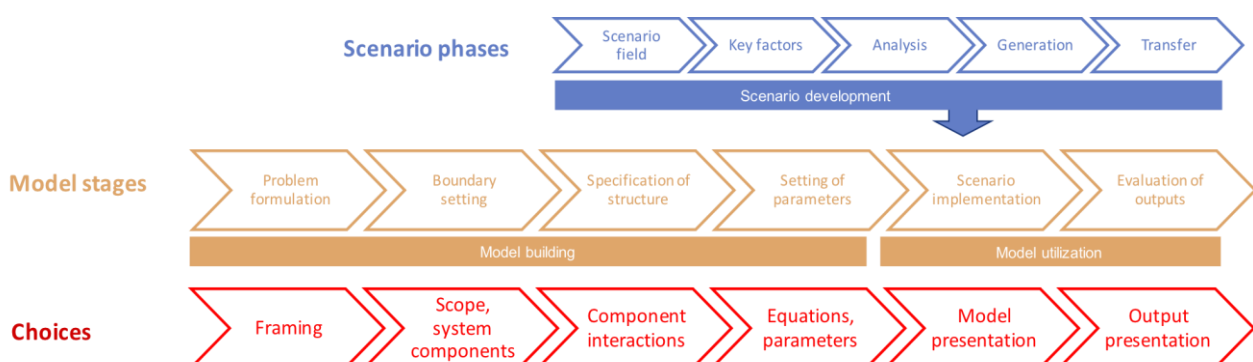 Scenario phases
Scenario
field
Key factors
Analysis
Generation
Transfer
Scenario development
Model stages
Problem
formulation
Boundary
setting
Specification of
structure
Setting of
parameters
Scenario
implementation
Evaluation of
outputs
Model building
Model utilization
Choices
Framing
Scope,
system
components
Component
interactions
Equations,
parameters
Model
presentation
Output
presentation